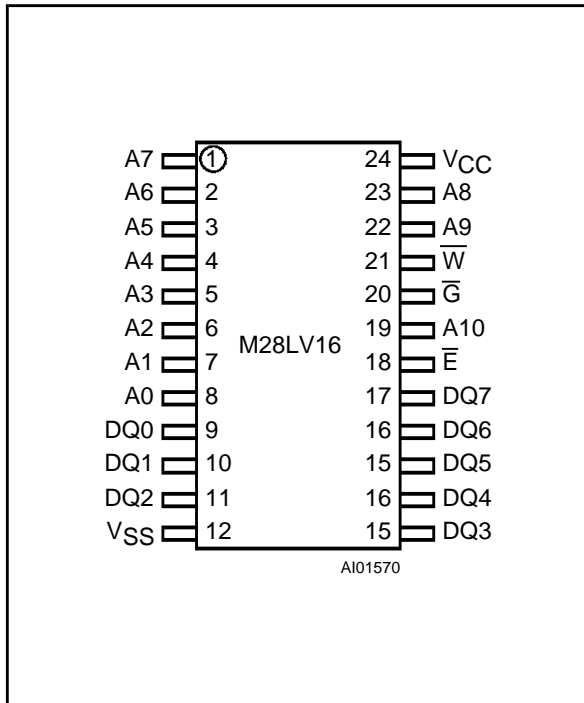 A7 1 24 VCC
A6 2 23 A8
A5 3 22 A9
A4 4 21 W̅
A3 5 20 G̅
A2 6 19 A10
M28LV16
A1 7 18 E̅
A0 8 17 DQ7
DQ0 9 16 DQ6
DQ1 10 15 DQ5
DQ2 11 16 DQ4
VSS 12 15 DQ3
AI01570